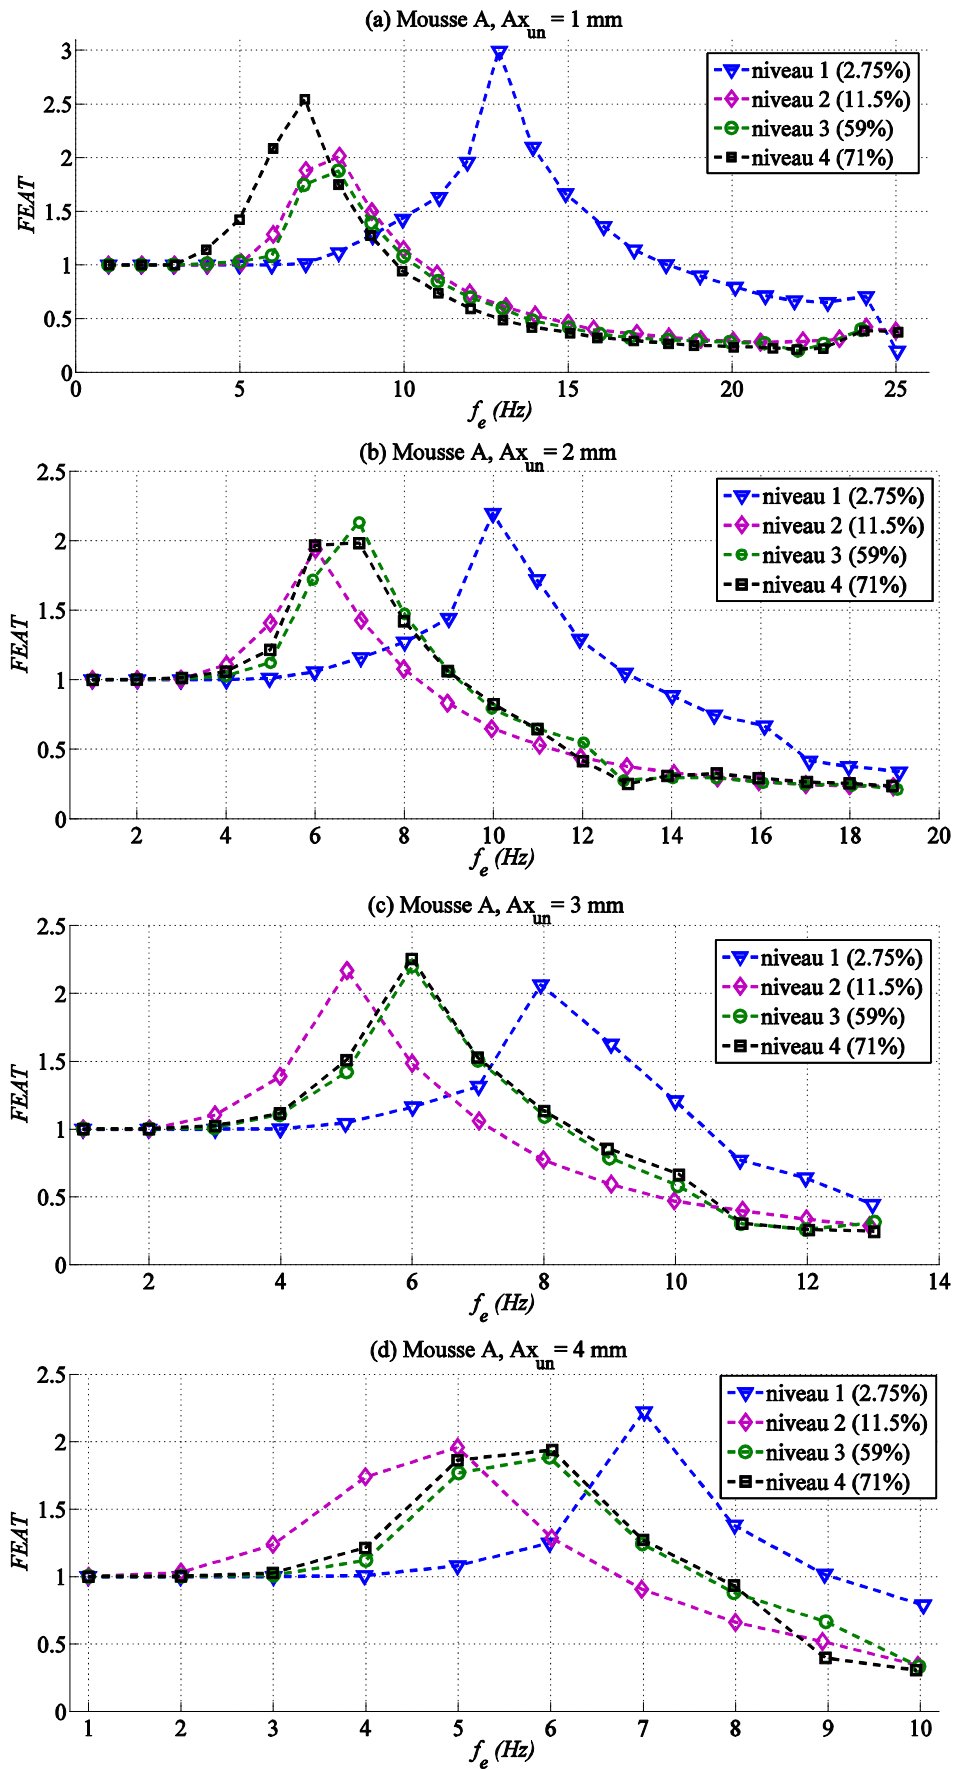 (a) Mousse A, Ax_un = 1 mm
niveau 1 (2.75%)
niveau 2 (11.5%)
niveau 3 (59%)
niveau 4 (71%)
FEAT
3
2.5
2
1.5
1
0.5
0
0 5 10 15 20 25
f_e (Hz)
(b) Mousse A, Ax_un = 2 mm
niveau 1 (2.75%)
niveau 2 (11.5%)
niveau 3 (59%)
niveau 4 (71%)
FEAT
2.5
2
1.5
1
0.5
0
2 4 6 8 10 12 14 16 18 20
f_e (Hz)
(c) Mousse A, Ax_un = 3 mm
niveau 1 (2.75%)
niveau 2 (11.5%)
niveau 3 (59%)
niveau 4 (71%)
FEAT
2.5
2
1.5
1
0.5
0
2 4 6 8 10 12 14
f_e (Hz)
(d) Mousse A, Ax_un = 4 mm
niveau 1 (2.75%)
niveau 2 (11.5%)
niveau 3 (59%)
niveau 4 (71%)
FEAT
2.5
2
1.5
1
0.5
0
1 2 3 4 5 6 7 8 9 10
f_e (Hz)